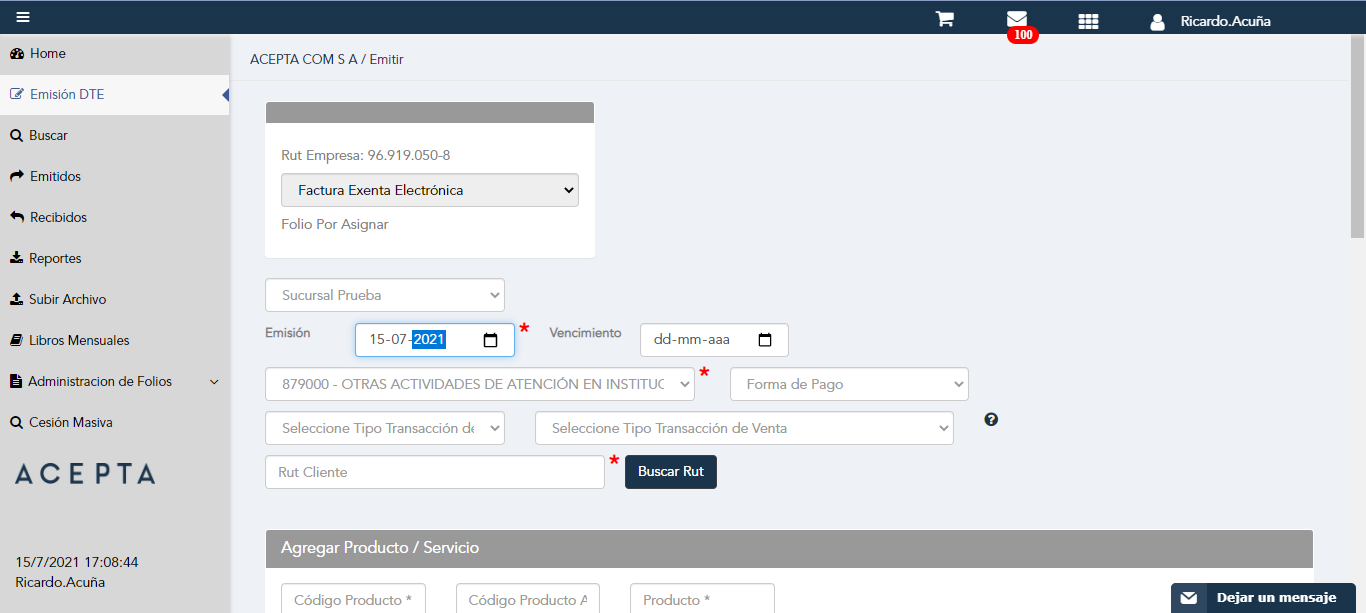 Ricardo.Acuña
100
Home
ACEPTA COM S A / Emitir
Emisión DTE
Buscar
Emitidos
Recibidos
Reportes
Subir Archivo
Libros Mensuales
Administracion de Folios
Cesión Masiva
ACEPTA
15/7/2021 17:08:44
Ricardo.Acuña
Rut Empresa: 96.919.050-8
Factura Exenta Electrónica
Folio Por Asignar
Sucursal Prueba
Emisión 15-07-2021 * Vencimiento dd-mm-aaa
879000 - OTRAS ACTIVIDADES DE ATENCIÓN EN INSTITUC * Forma de Pago
Seleccione Tipo Transacción de Seleccione Tipo Transacción de Venta ?
Rut Cliente * Buscar Rut
Agregar Producto / Servicio
Código Producto * Código Producto A Producto *
Dejar un mensaje